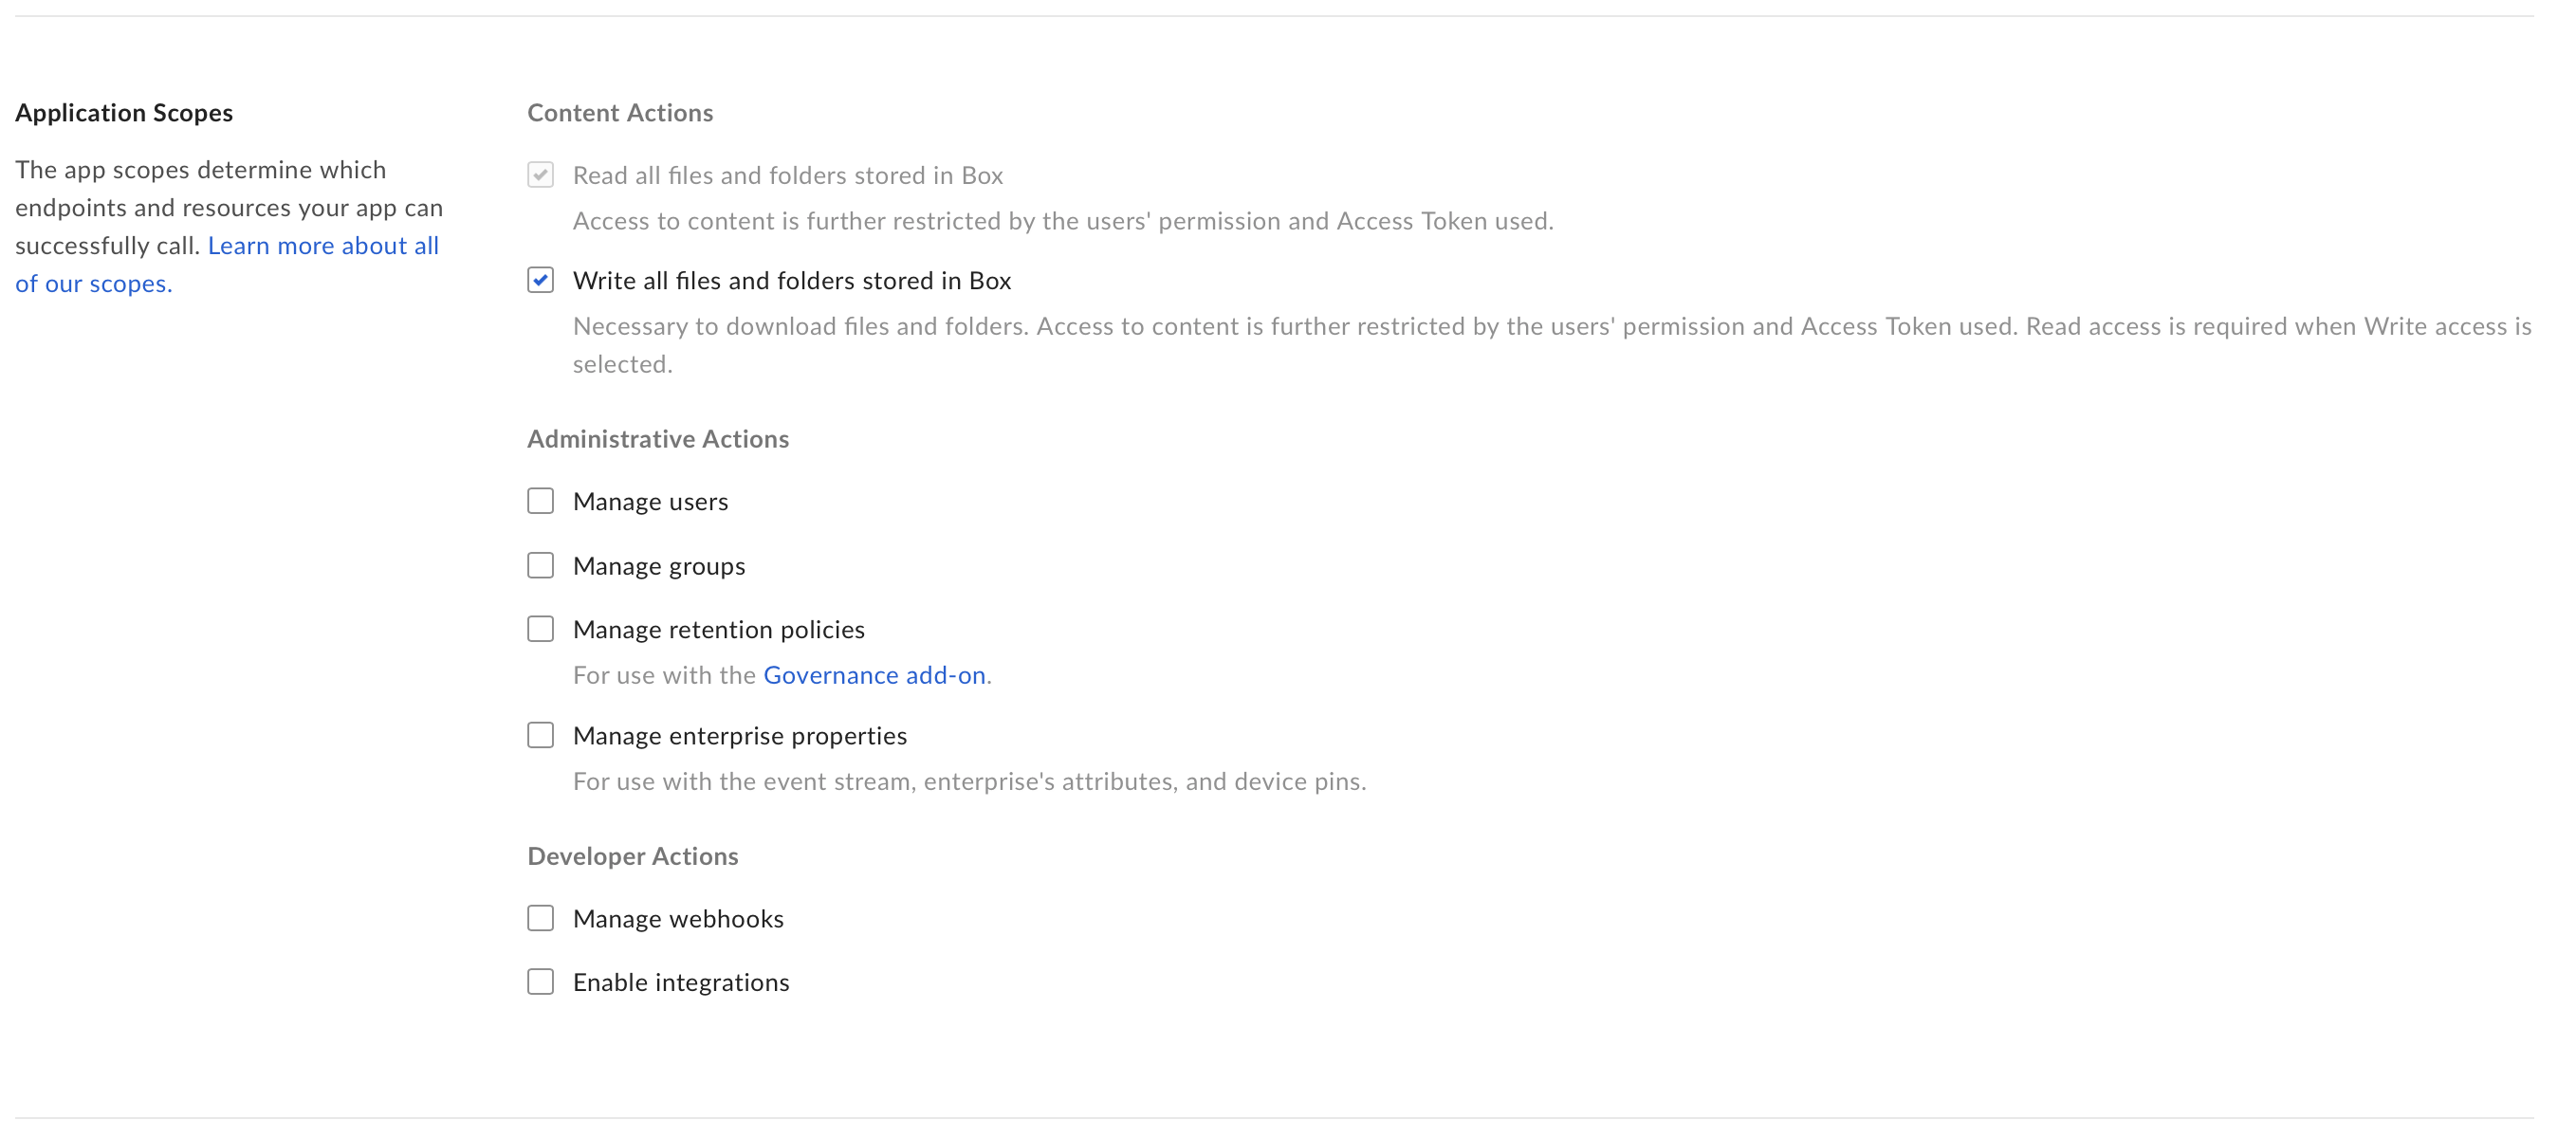 Application Scopes
The app scopes determine which
endpoints and resources your app can
successfully call. Learn more about all
of our scopes.
Content Actions
Read all files and folders stored in Box
Access to content is further restricted by the users' permission and Access Token used.
Write all files and folders stored in Box
Necessary to download files and folders. Access to content is further restricted by the users' permission and Access Token used. Read access is required when Write access is
selected.
Administrative Actions
Manage users
Manage groups
Manage retention policies
For use with the Governance add-on.
Manage enterprise properties
For use with the event stream, enterprise's attributes, and device pins.
Developer Actions
Manage webhooks
Enable integrations